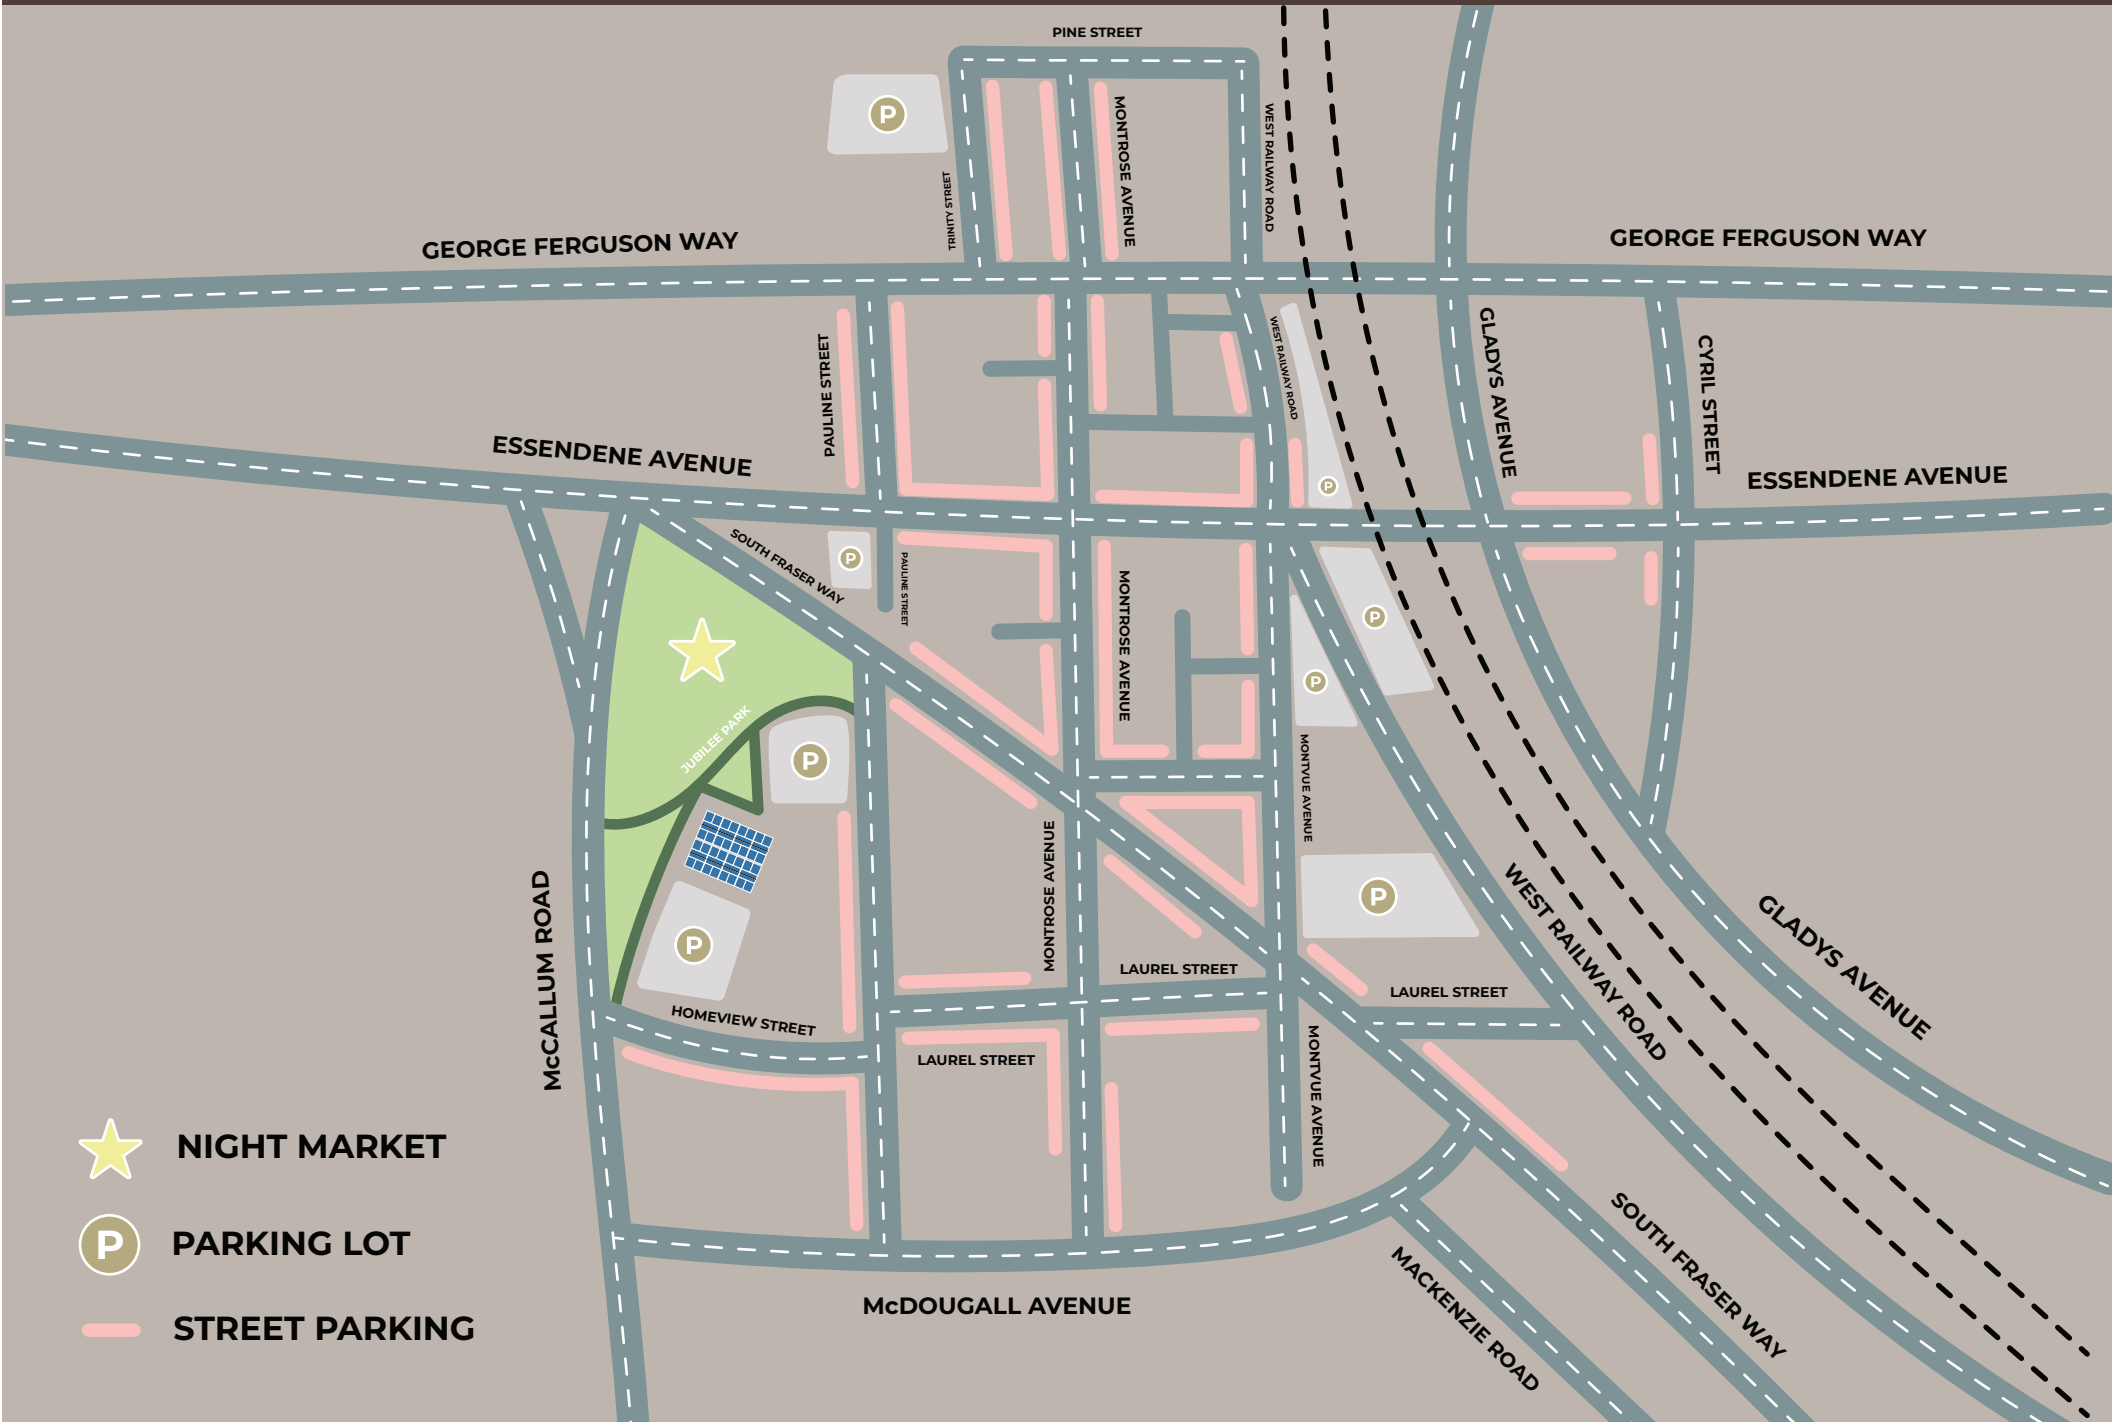 PINE STREET
P
TRINITY STREET
MONTROSE AVENUE
WEST RAILWAY ROAD
GEORGE FERGUSON WAY
GEORGE FERGUSON WAY
PAULINE STREET
WEST RAILWAY ROAD
GLADYS AVENUE
CYRIL STREET
ESSENDENE AVENUE
ESSENDENE AVENUE
P
SOUTH FRASER WAY
P
PAULINE STREET
MONTROSE AVENUE
P
P
JUBILEE PARK
P
MONTVUE AVENUE
MONTROSE AVENUE
P
WEST RAILWAY ROAD
GLADYS AVENUE
McCALLUM ROAD
P
LAUREL STREET
LAUREL STREET
HOMEVIEW STREET
LAUREL STREET
MONTVUE AVENUE
NIGHT MARKET
P PARKING LOT
STREET PARKING
McDOUGALL AVENUE
MACKENZIE ROAD
SOUTH FRASER WAY